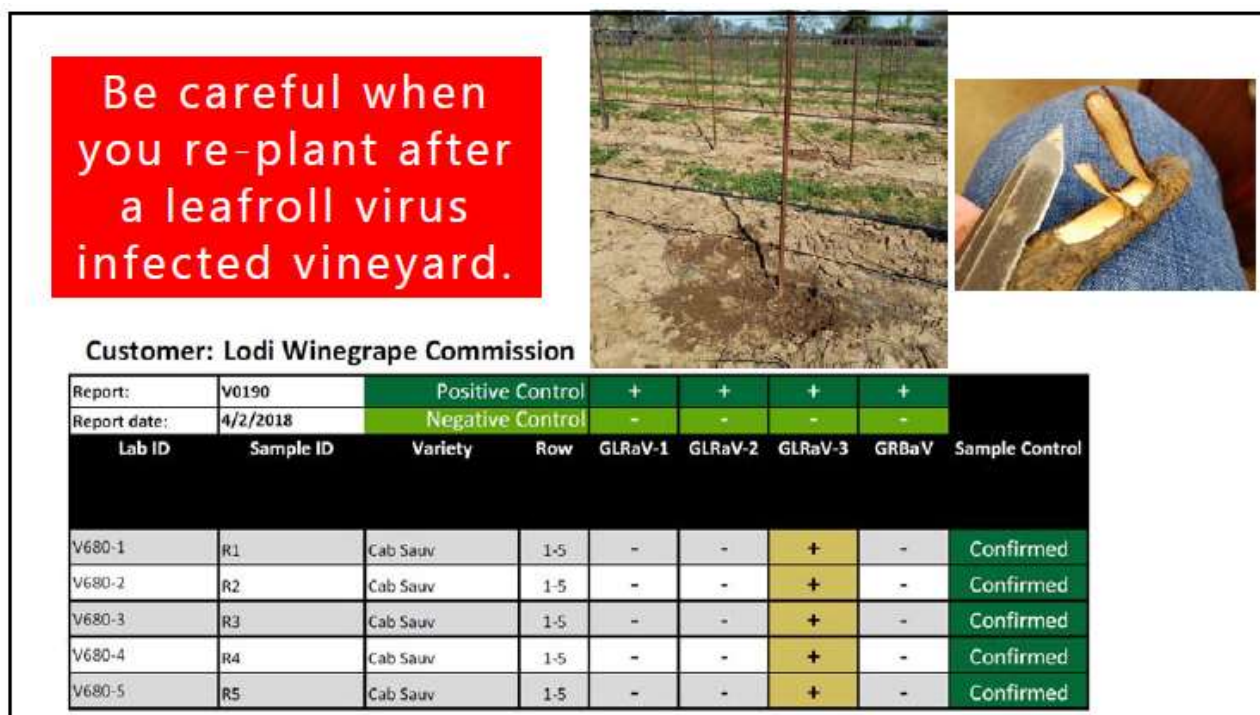 Be careful when
you re-plant after
a leafroll virus
infected vineyard.
Customer: Lodi Winegrape Commission
Report: V0190 Positive Control + + + +
Report date: 4/2/2018 Negative Control - - - -
Lab ID Sample ID Variety Row GLRaV-1 GLRaV-2 GLRaV-3 GRBaV Sample Control
V680-1 R1 Cab Sauv 1-5 - - + - Confirmed
V680-2 R2 Cab Sauv 1-5 - - + - Confirmed
V680-3 R3 Cab Sauv 1-5 - - + - Confirmed
V680-4 R4 Cab Sauv 1-5 - - + - Confirmed
V680-5 R5 Cab Sauv 1-5 - - + - Confirmed